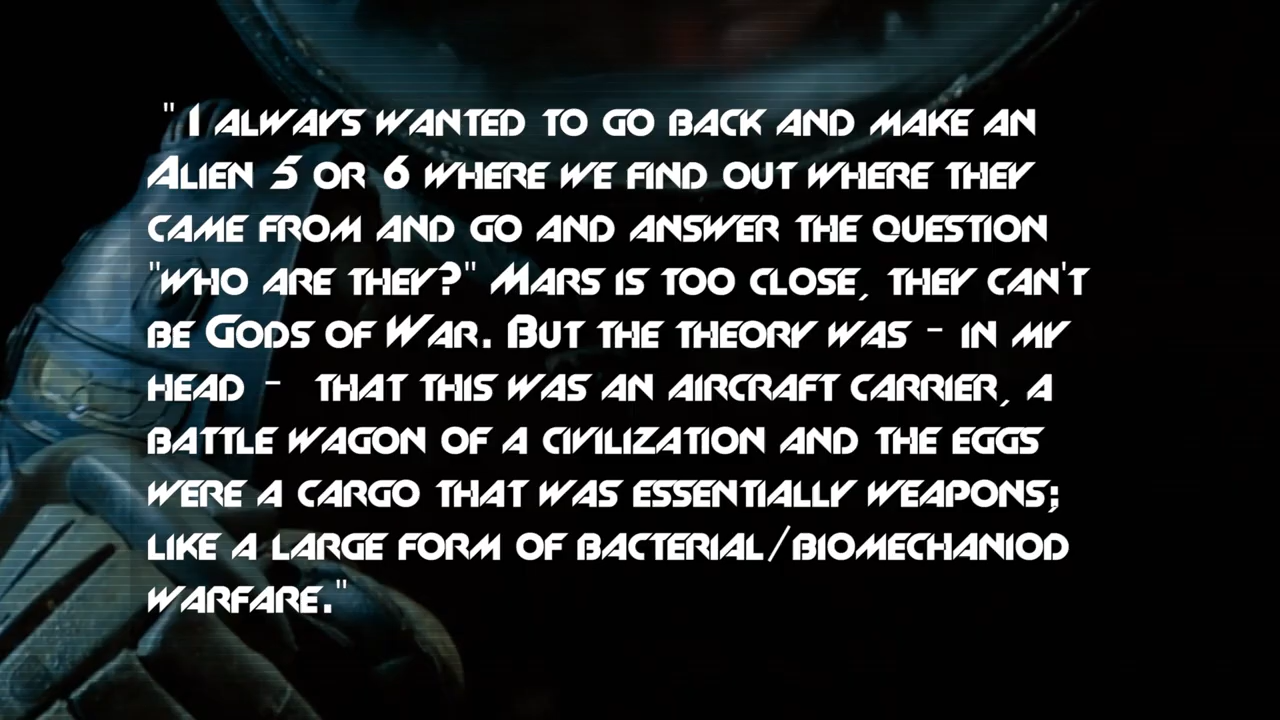 " I always wanted to go back and make an
Alien 5 or 6 where we find out where they
came from and go and answer the question
"who are they?" Mars is too close, they can't
be Gods of War. But the theory was - in my
head - that this was an aircraft carrier, a
battle wagon of a civilization and the eggs
were a cargo that was essentially weapons;
like a large form of bacterial/biomechaniod
warfare."